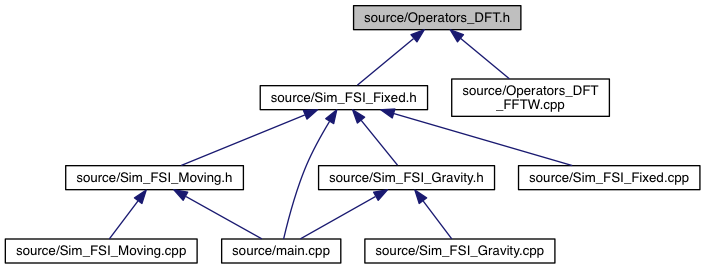 source/Operators_DFT.h
source/Sim_FSI_Fixed.h
source/Operators_DFT
_FFTW.cpp
source/Sim_FSI_Moving.h
source/Sim_FSI_Gravity.h
source/Sim_FSI_Fixed.cpp
source/Sim_FSI_Moving.cpp
source/main.cpp
source/Sim_FSI_Gravity.cpp